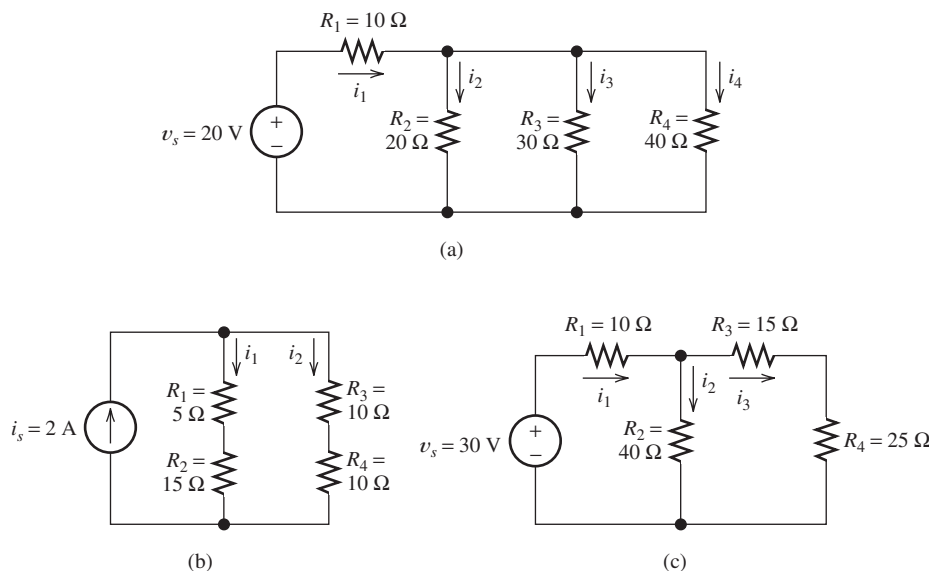 R1 = 10 Ω
i1
i2
i3
i4
vs = 20 V
+
−
R2 =
20 Ω
R3 =
30 Ω
R4 =
40 Ω
(a)
is = 2 A
i1
i2
R1 =
5 Ω
R3 =
10 Ω
R2 =
15 Ω
R4 =
10 Ω
(b)
R1 = 10 Ω
R3 = 15 Ω
i1
i2
i3
vs = 30 V
+
−
R2 =
40 Ω
R4 = 25 Ω
(c)